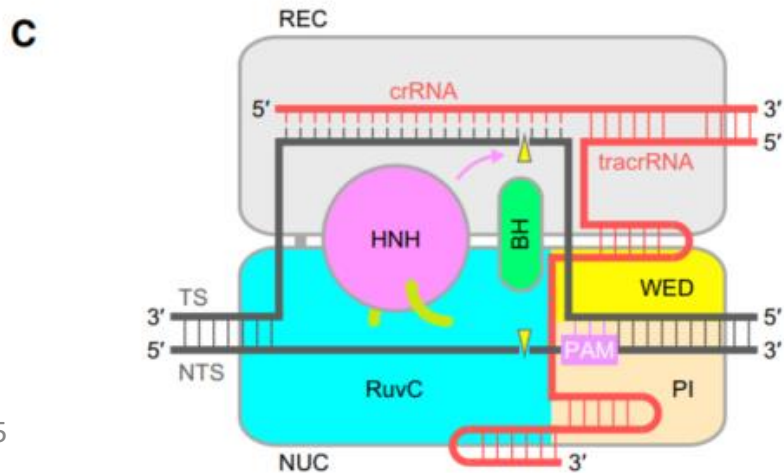 C
REC
crRNA
5′ 3′
5′
tracrRNA
HNH
BH
WED
TS
3′ 5′
5′ PAM 3′
NTS
RuvC
PI
5
NUC
3′